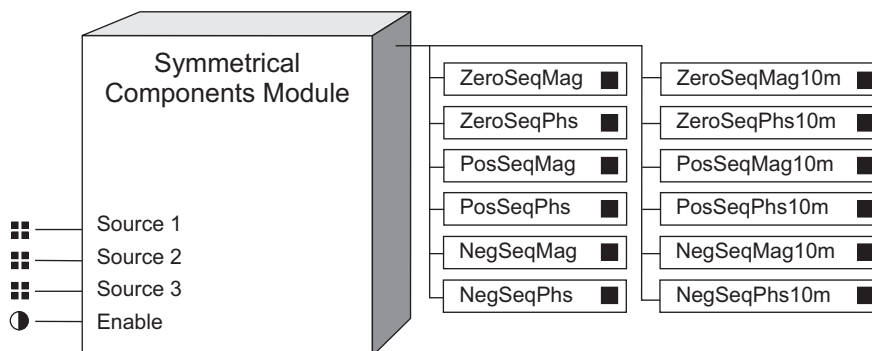 Symmetrical
Components Module
Source 1
Source 2
Source 3
Enable
ZeroSeqMag
ZeroSeqPhs
PosSeqMag
PosSeqPhs
NegSeqMag
NegSeqPhs
ZeroSeqMag10m
ZeroSeqPhs10m
PosSeqMag10m
PosSeqPhs10m
NegSeqMag10m
NegSeqPhs10m